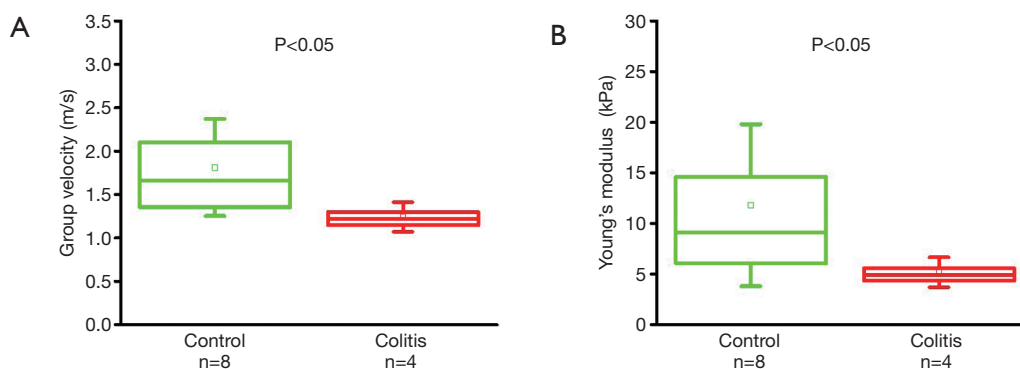 A
Group velocity (m/s)
3.5
3.0
2.5
2.0
1.5
1.0
0.5
0.0
P<0.05
Control
n=8
Colitis
n=4
B
Young's modulus (kPa)
30
25
20
15
10
5
0
P<0.05
Control
n=8
Colitis
n=4